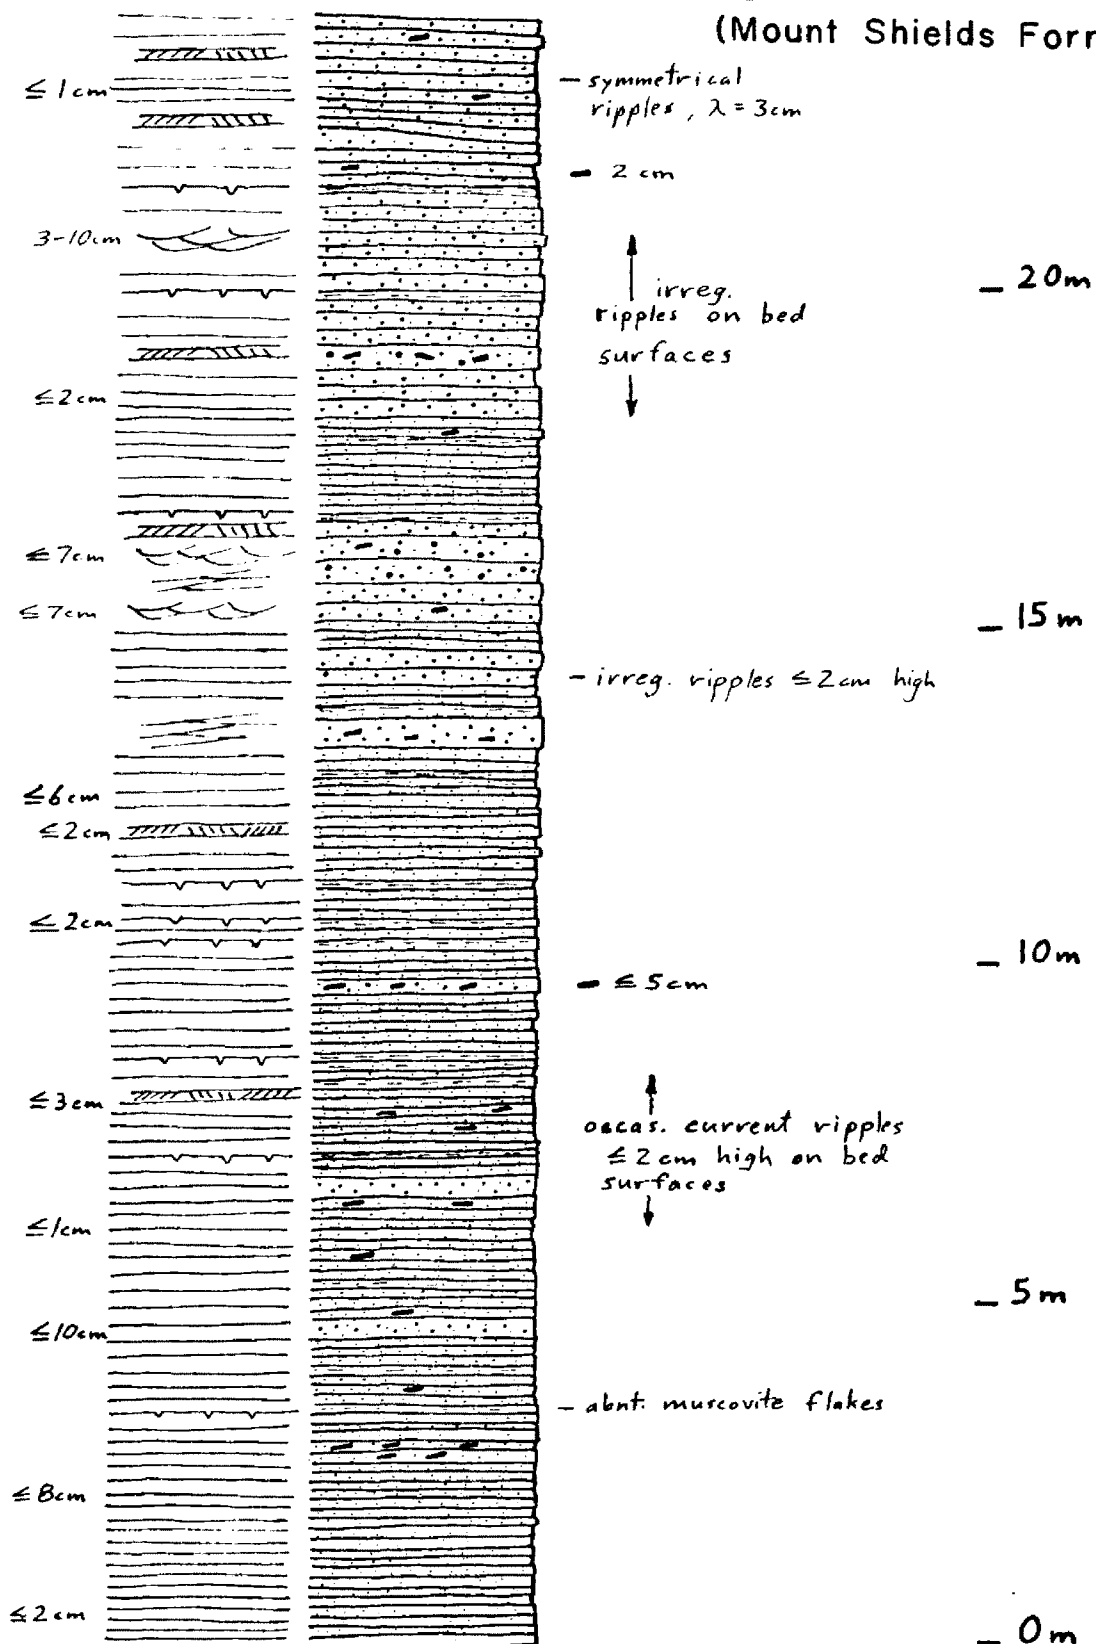 (Mount Shields Forr
– symmetrical
ripples, λ = 3cm
≤ 1cm
2 cm
3-10cm
20m
irreg.
ripples on bed
surfaces
≤2cm
≤7cm
≤7cm
15 m
– irreg. ripples ≤2cm high
≤6cm
≤2cm
≤2cm
10m
≤ 5cm
≤3cm
occas. current ripples
≤2cm high on bed
surfaces
≤1cm
5m
≤10cm
– abnt. muscovite flakes
≤8cm
≤2cm
0m